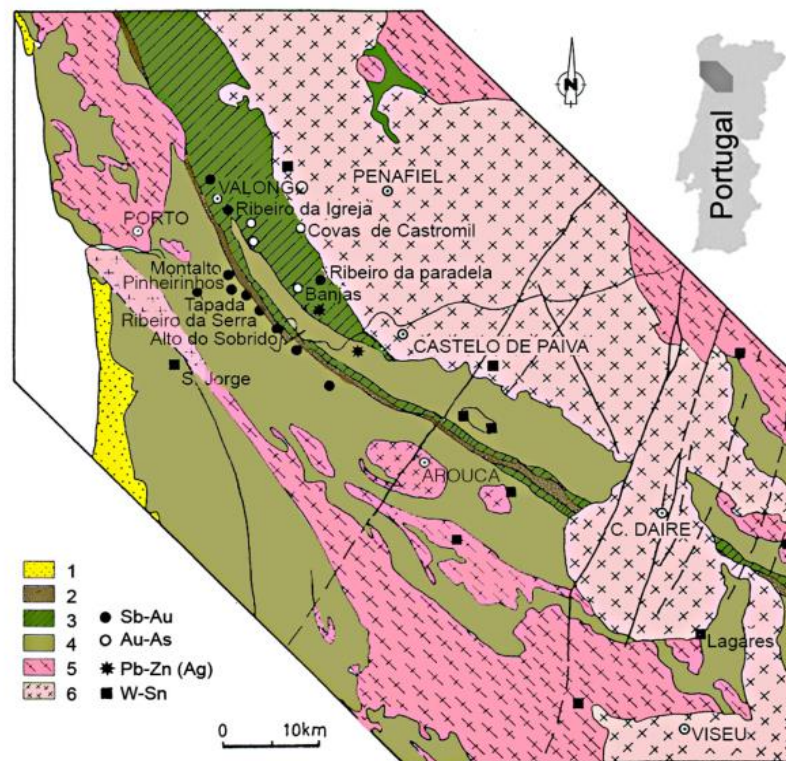 N
Portugal
PENAFIEL
VALONGO
Ribeiro da Igreja
PORTO
Covas de Castromil
Montalto
Ribeiro da paradela
Pinheirinhos
Banjas
Tapada
Ribeiro da Serra
Alto do Sobrido
CASTELO DE PAIVA
S. Jorge
AROUCA
C. DAIRE
Lagares
VISEU
1
2
3
4
5
6
Sb-Au
Au-As
Pb-Zn (Ag)
W-Sn
0 10km